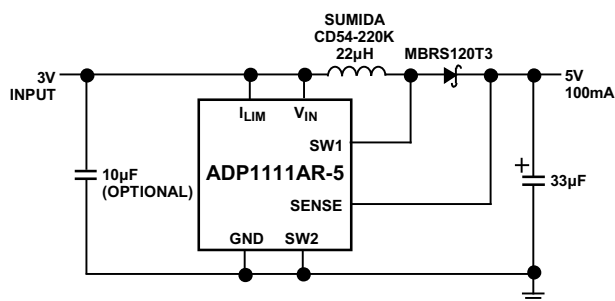 SUMIDA
CD54-220K
22µH
MBRS120T3
3V
INPUT
5V
100mA
ILIM
VIN
SW1
10µF
(OPTIONAL)
ADP1111AR-5
SENSE
+
33µF
GND
SW2